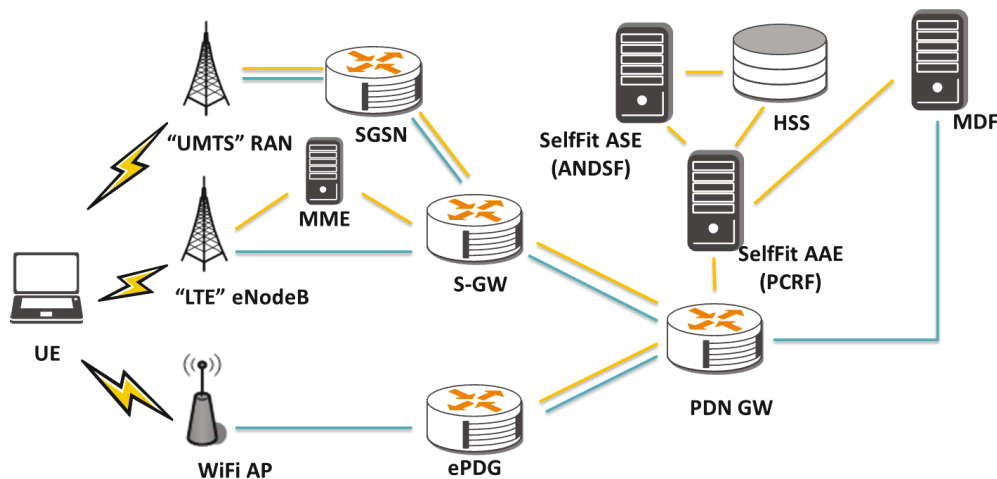 “UMTS” RAN
SGSN
SelfFit ASE
(ANDSF)
HSS
MDF
MME
“LTE” eNodeB
S-GW
SelfFit AAE
(PCRF)
UE
PDN GW
WiFi AP
ePDG